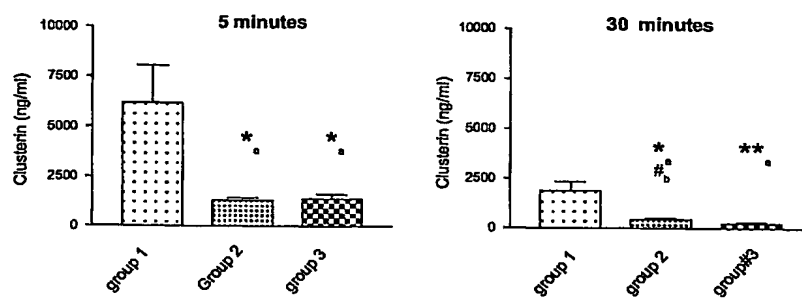 5 minutes
Clusterin (ng/ml)
10000
7500
5000
2500
0
* a
* a
group 1
Group 2
group 3
30 minutes
Clusterin (ng/ml)
10000
7500
5000
2500
0
* a
# b
** a
group 1
group 2
group#3